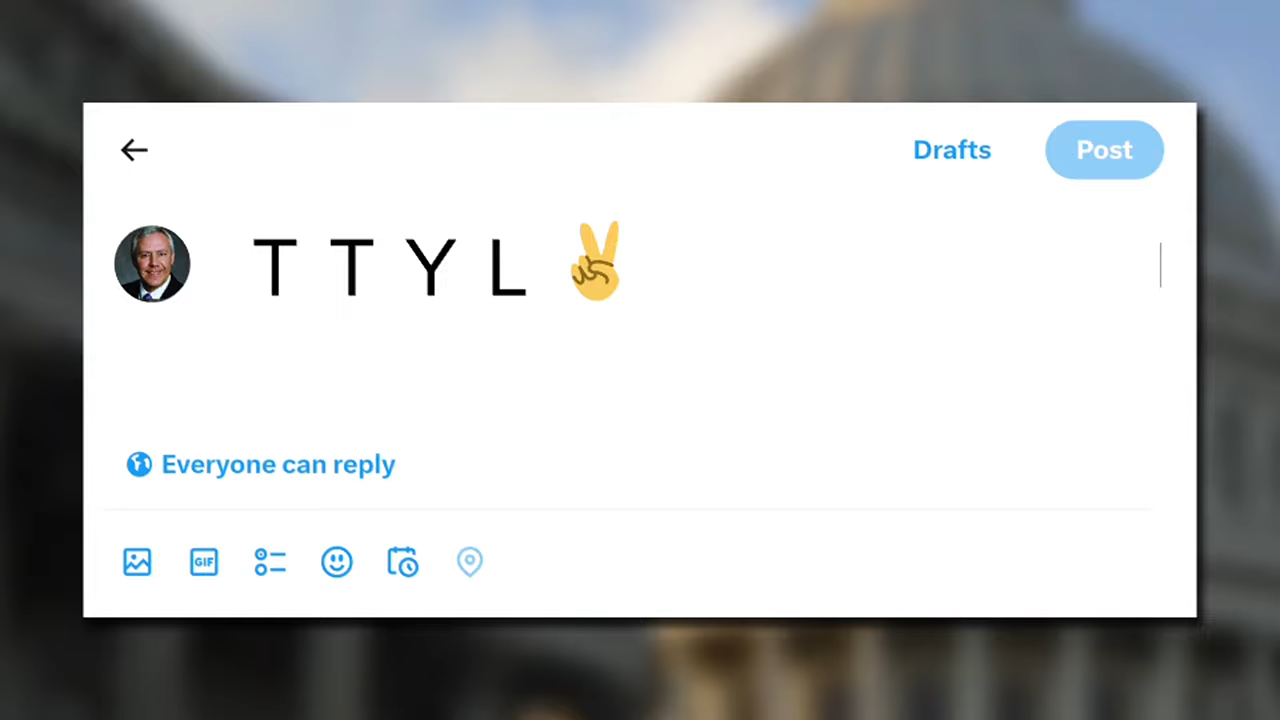 Drafts
Post
T T Y L ✌️
Everyone can reply
GIF